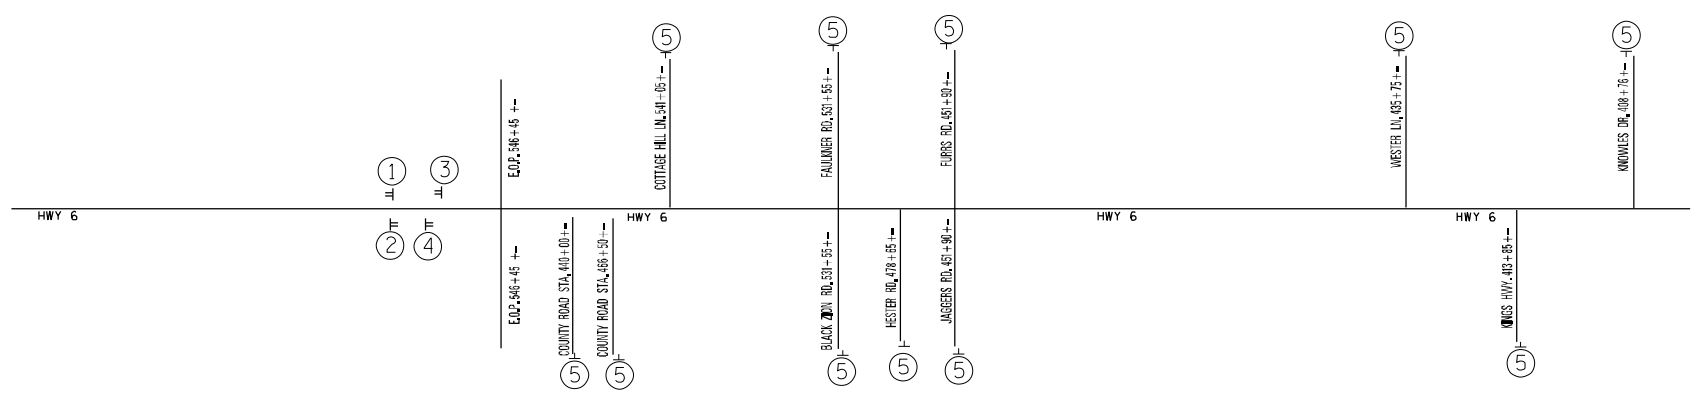 5
5
5
5
5
COTTAGE HILL LN. 541+05+-
FAULKNER RD. 531+55+-
FURRS RD. 451+90+-
WESTER LN. 435+75+-
KNOWLES DR. 408+76+-
E.O.P. 546+45 +-
1
3
HWY 6
HWY 6
HWY 6
HWY 6
2
4
E.O.P. 546+45 +-
COUNTY ROAD STA. 440+00+-
COUNTY ROAD STA. 466+50+-
BLACK ZION RD. 531+55+-
HESTER RD. 478+65+-
JAGGERS RD. 451+90+-
KINGS HWY. 413+85+-
5
5
5
5
5
5